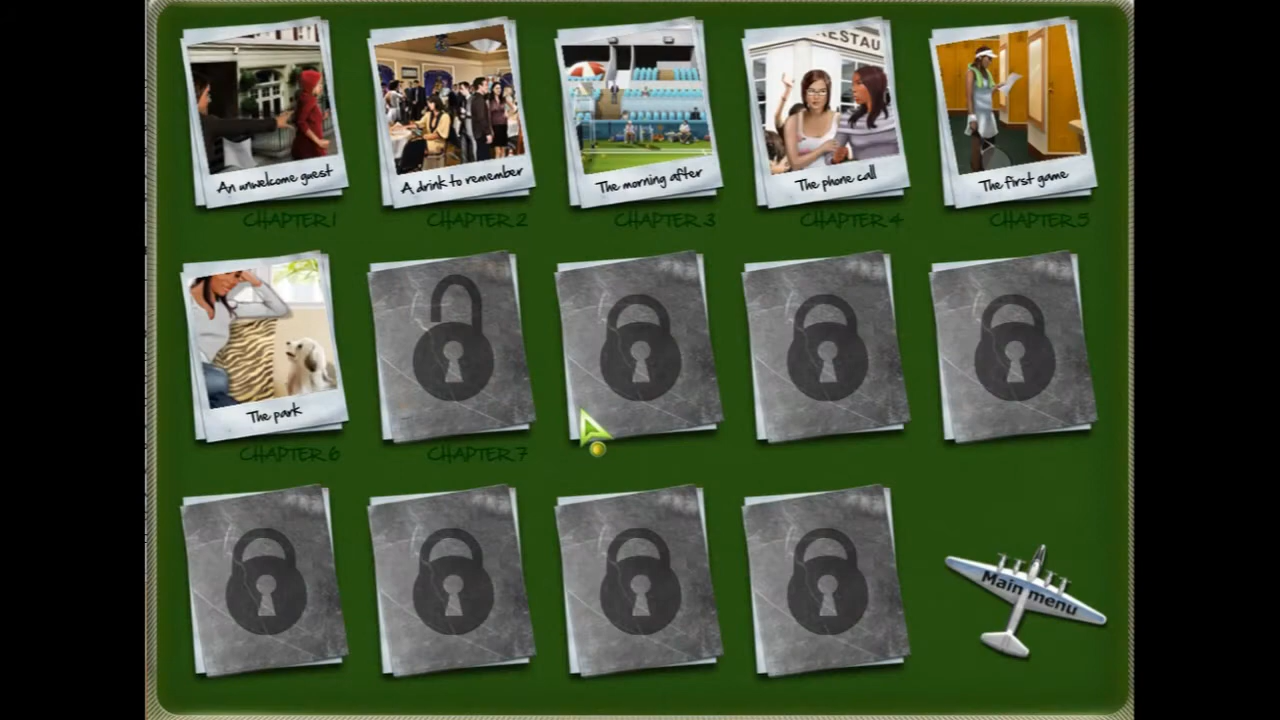 RESTAU
An unwelcome guest
A drink to remember
The morning after
The phone call
The first game
CHAPTER 1
CHAPTER 2
CHAPTER 3
CHAPTER 4
CHAPTER 5
The park
CHAPTER 6
CHAPTER 7
Main menu